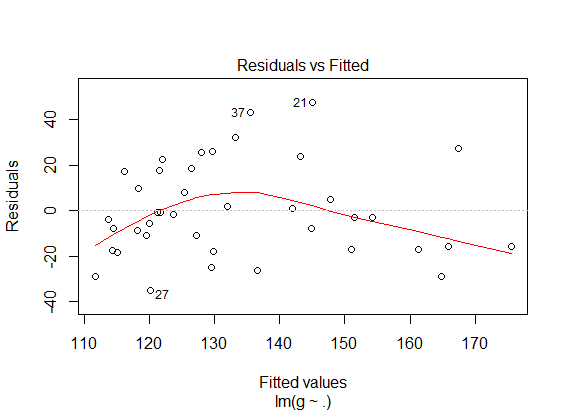 Residuals vs Fitted
Residuals
40
20
0
-20
-40
37
21
27
110 120 130 140 150 160 170
Fitted values
lm(g ~ .)